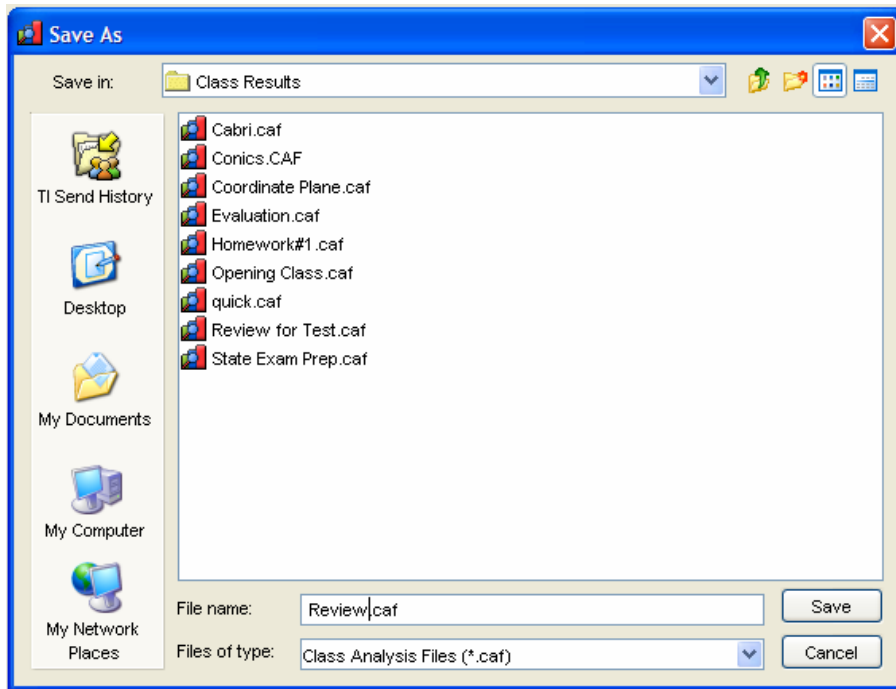 Save As
Save in:
Class Results
TI Send History
Desktop
My Documents
My Computer
My Network
Places
Cabri.caf
Conics.CAF
Coordinate Plane.caf
Evaluation.caf
Homework#1.caf
Opening Class.caf
quick.caf
Review for Test.caf
State Exam Prep.caf
File name:
Review.caf
Save
Files of type:
Class Analysis Files (*.caf)
Cancel